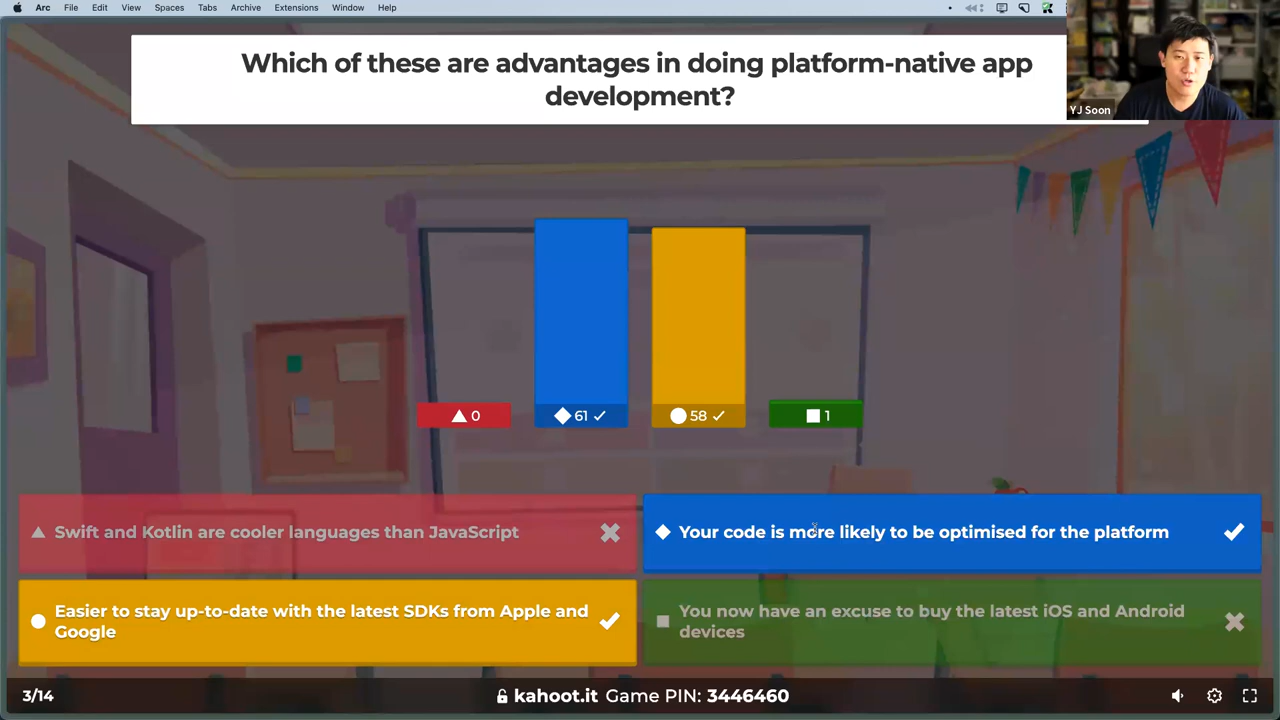 Arc File Edit View Spaces Tabs Archive Extensions Window Help
Which of these are advantages in doing platform-native app
development?
YJ Soon
0
61
58
1
Swift and Kotlin are cooler languages than JavaScript
Your code is more likely to be optimised for the platform
Easier to stay up-to-date with the latest SDKs from Apple and
Google
You now have an excuse to buy the latest iOS and Android
devices
3/14
kahoot.it Game PIN: 3446460